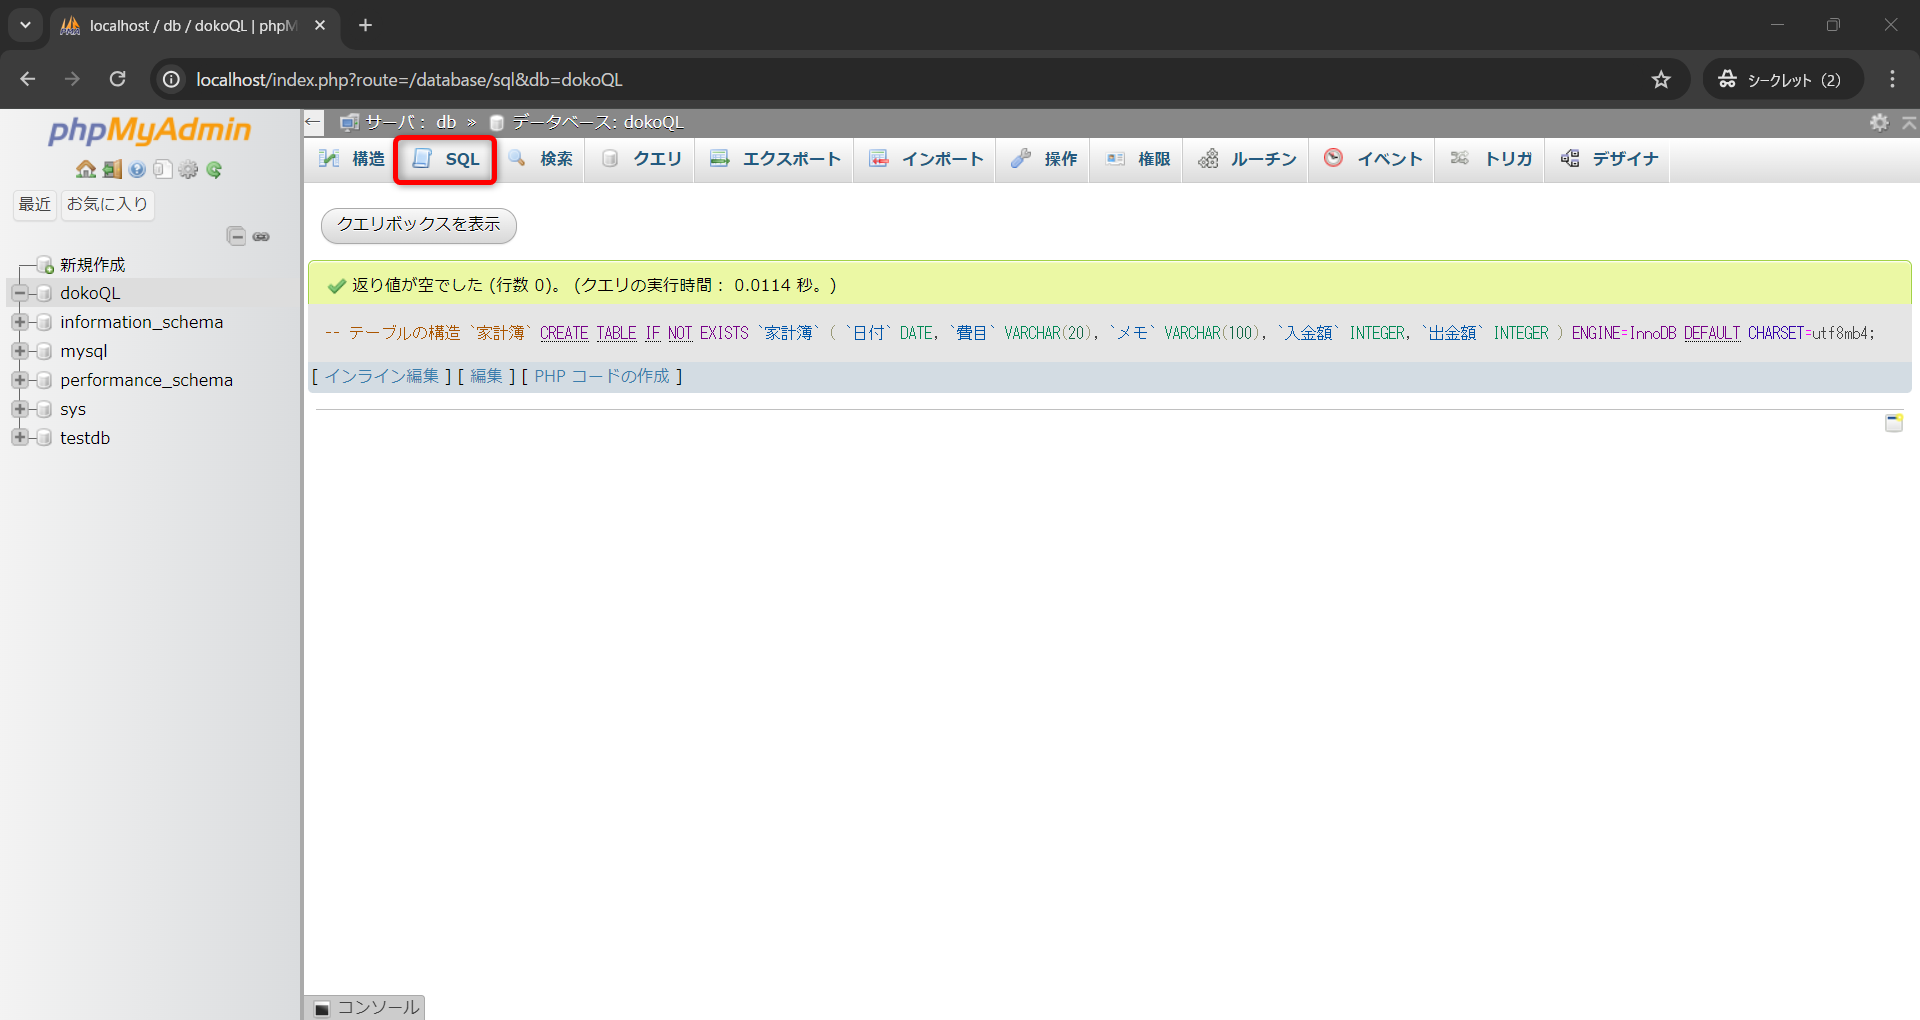 localhost / db / dokoQL | phpM
localhost/index.php?route=/database/sql&db=dokoQL
シークレット (2)
phpMyAdmin
最近 お気に入り
新規作成
dokoQL
information_schema
mysql
performance_schema
sys
testdb
← サーバ: db » データベース: dokoQL
構造 SQL 検索 クエリ エクスポート インポート 操作 権限 ルーチン イベント トリガ デザイナ
クエリボックスを表示
返り値が空でした (行数 0)。 (クエリの実行時間: 0.0114 秒。)
-- テーブルの構造 `家計簿` CREATE TABLE IF NOT EXISTS `家計簿` ( `日付` DATE, `費目` VARCHAR(20), `メモ` VARCHAR(100), `入金額` INTEGER, `出金額` INTEGER ) ENGINE=InnoDB DEFAULT CHARSET=utf8mb4;
[ インライン編集 ] [ 編集 ] [ PHP コードの作成 ]
コンソール